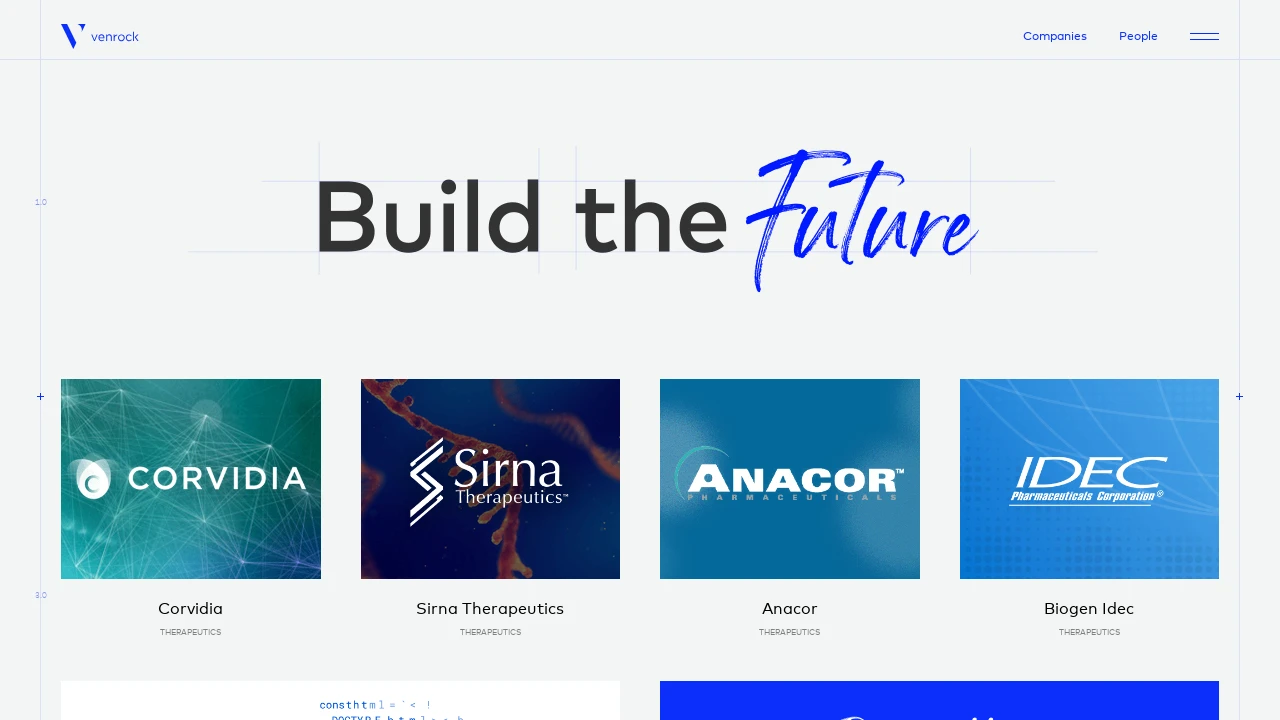 venrock
Companies
People
1.0
Build the Future
CORVIDIA
Sirna
Therapeutics™
ANACOR™
PHARMACEUTICALS
IDEC
Pharmaceuticals Corporation®
3.0
Corvidia
Sirna Therapeutics
Anacor
Biogen Idec
THERAPEUTICS
THERAPEUTICS
THERAPEUTICS
THERAPEUTICS
consthtml=`<!